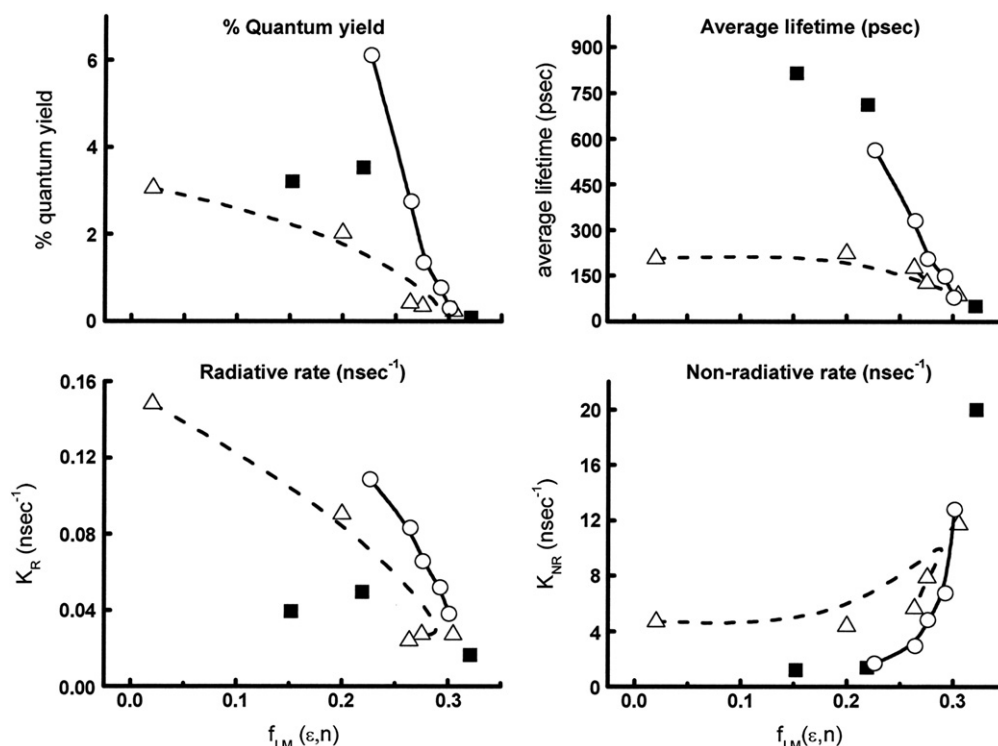 % Quantum yield
6
4
2
0
% quantum yield
Average lifetime (psec)
900
750
600
450
300
150
0
average lifetime (psec)
Radiative rate (nsec⁻¹)
0.16
0.12
0.08
0.04
0.00
K_R (nsec⁻¹)
0.0 0.1 0.2 0.3
f_LM(ε,n)
Non-radiative rate (nsec⁻¹)
20
16
12
8
4
0
K_NR (nsec⁻¹)
0.0 0.1 0.2 0.3
f_LM(ε,n)